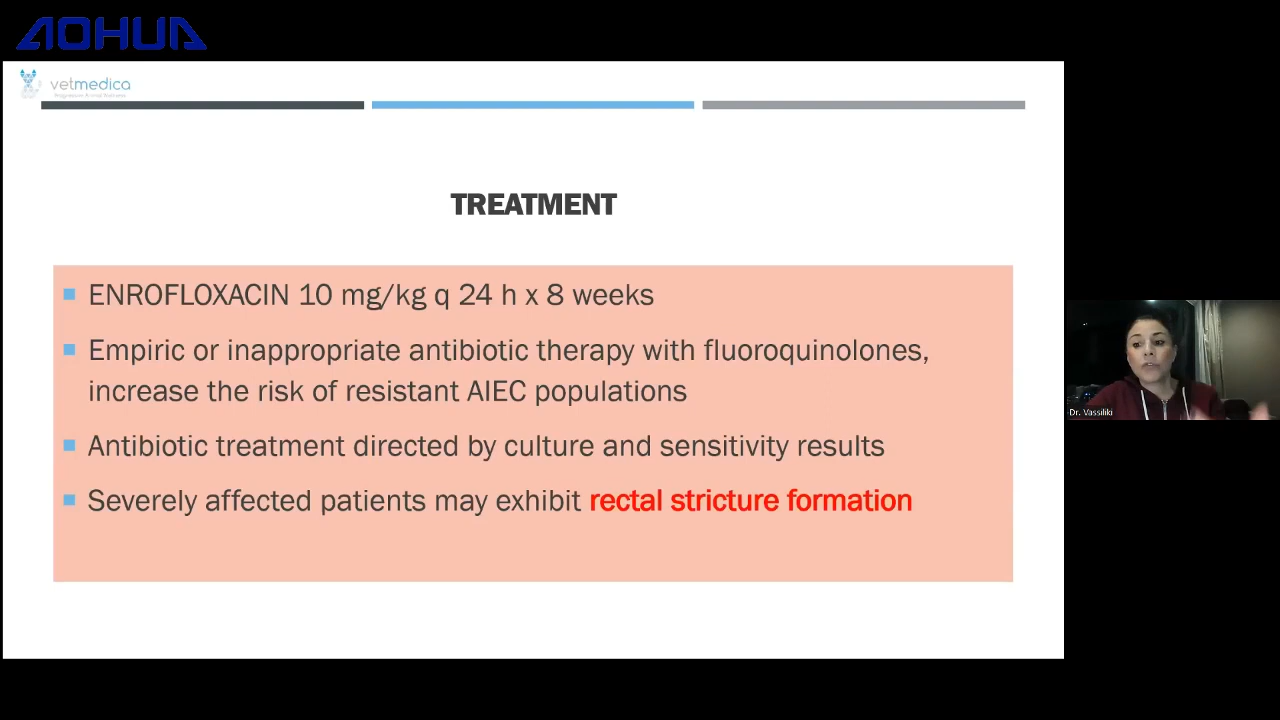 AOHUA
vetmedica
TREATMENT
ENROFLOXACIN 10 mg/kg q 24 h x 8 weeks
Empiric or inappropriate antibiotic therapy with fluoroquinolones,
increase the risk of resistant AIEC populations
Antibiotic treatment directed by culture and sensitivity results
Severely affected patients may exhibit rectal stricture formation
Dr. Vassiliki